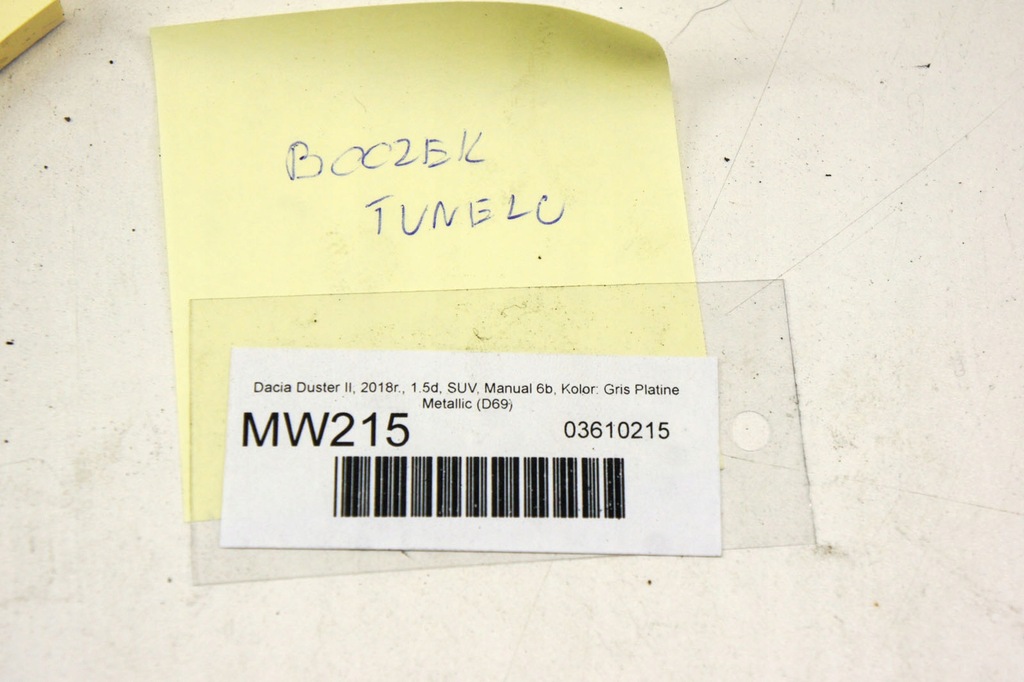 BOCZEK
TUNELU
Dacia Duster II, 2018r., 1.5d, SUV, Manual 6b, Kolor: Gris Platine
Metallic (D69)
MW215
03610215